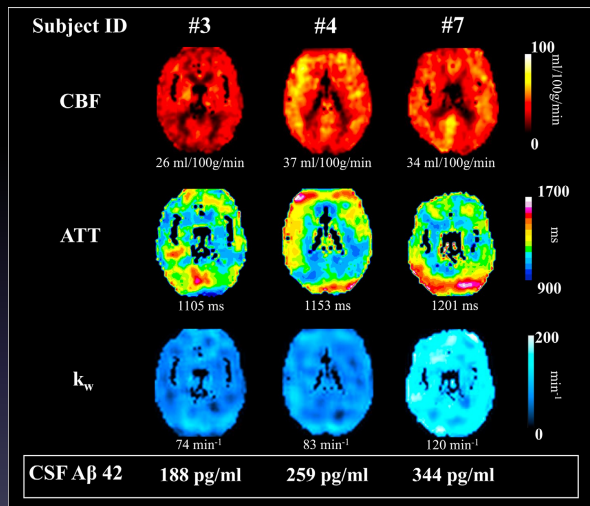 Subject ID #3 #4 #7
CBF
100
ml/100g/min
0
26 ml/100g/min 37 ml/100g/min 34 ml/100g/min
ATT
1700
ms
900
1105 ms 1153 ms 1201 ms
kw
200
min-1
0
74 min-1 83 min-1 120 min-1
CSF Aβ 42 188 pg/ml 259 pg/ml 344 pg/ml